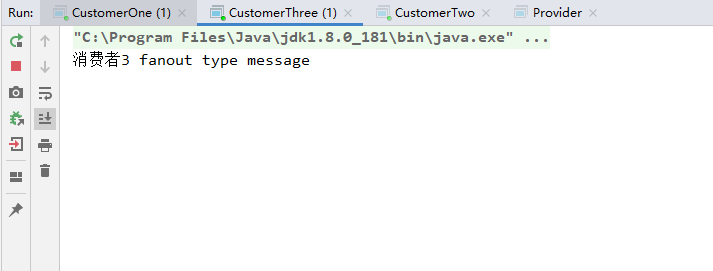 Run: CustomerOne (1) CustomerThree (1) CustomerTwo Provider
"C:\Program Files\Java\jdk1.8.0_181\bin\java.exe" ...
消费者3 fanout type message